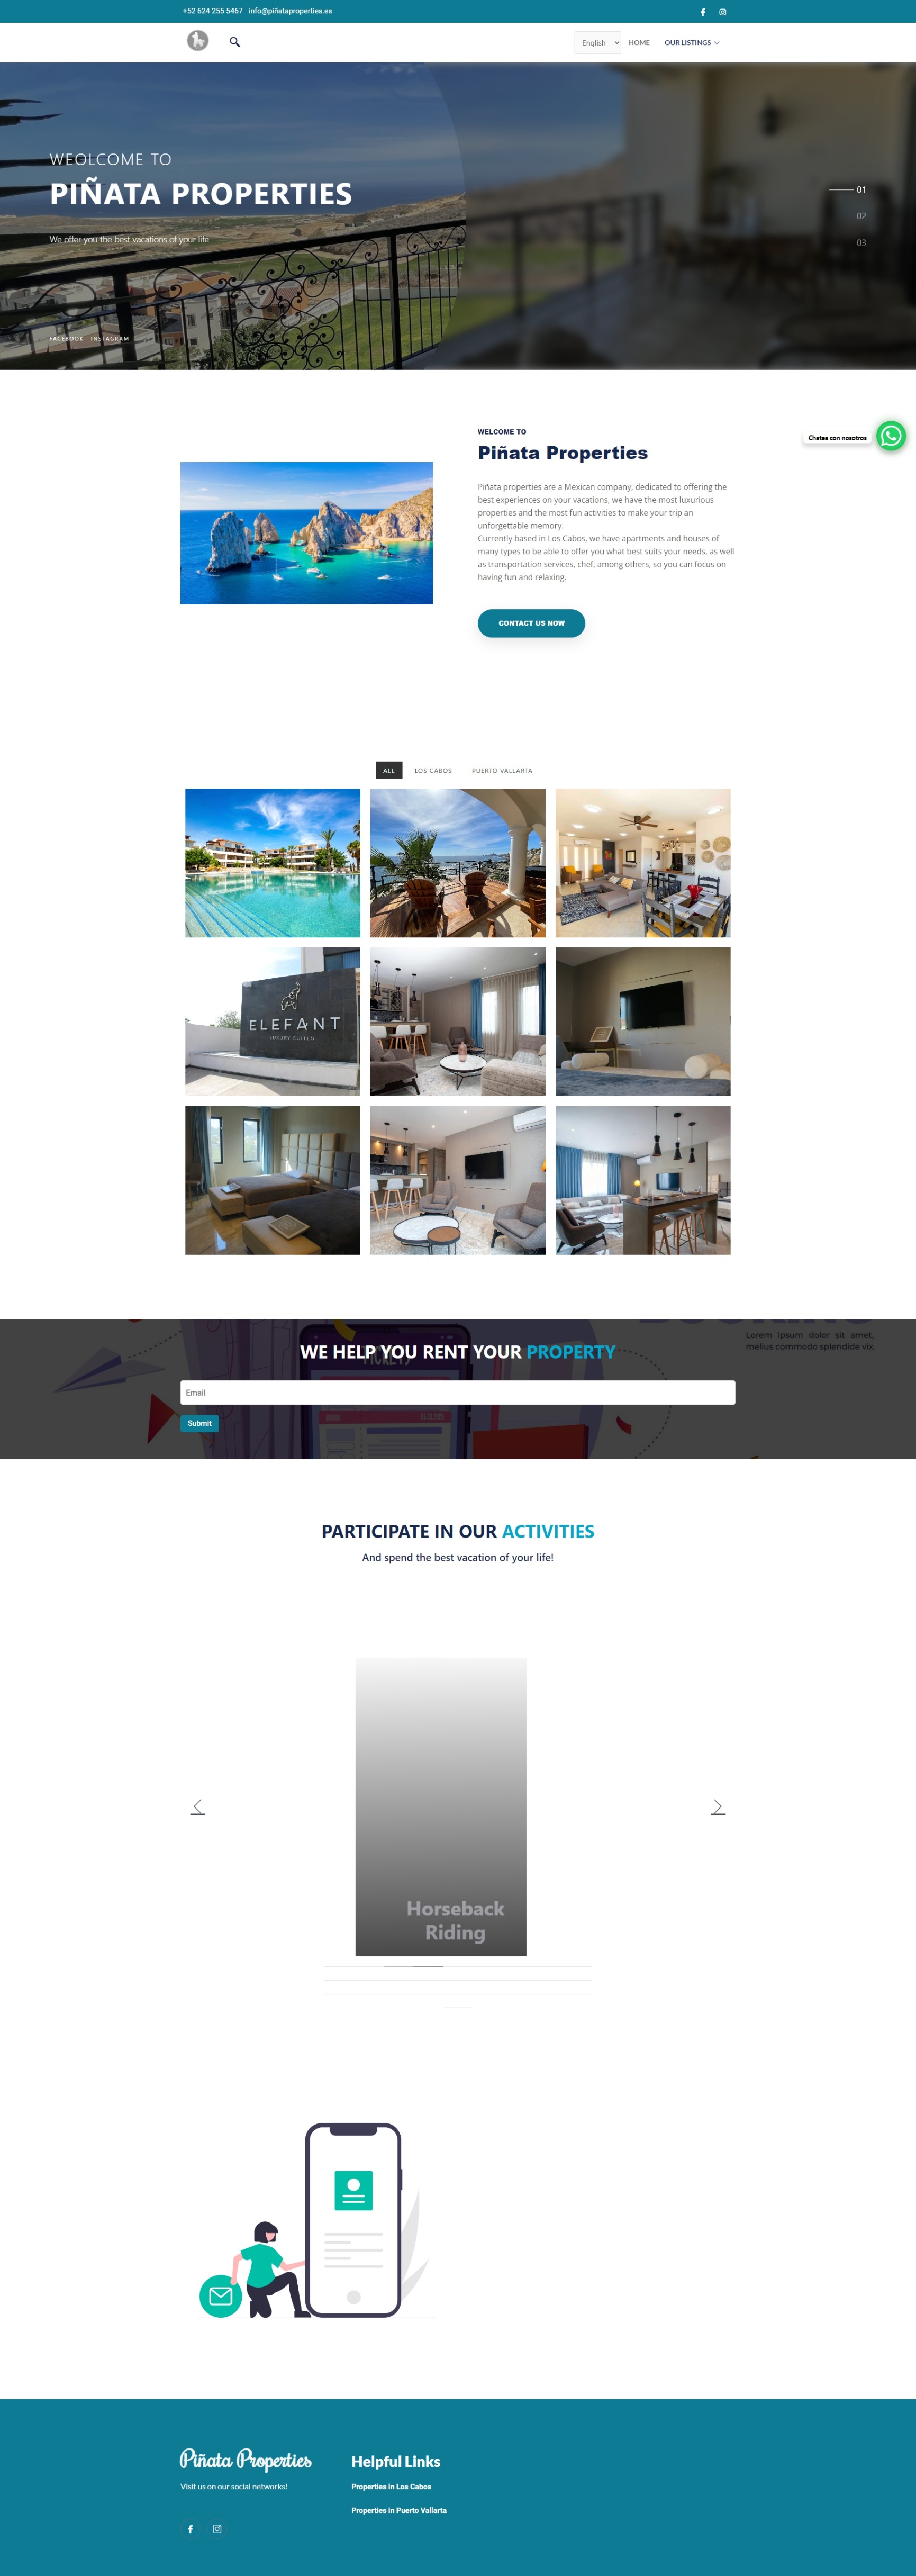 +52 624 255 5467 info@piñataproperties.es
English
HOME
OUR LISTINGS
WEOLCOME TO
PIÑATA PROPERTIES
We offer you the best vacations of your life
01
02
03
FACEBOOK INSTAGRAM
WELCOME TO
Piñata Properties
Chatea con nosotros
Piñata properties are a Mexican company, dedicated to offering the
best experiences on your vacations, we have the most luxurious
properties and the most fun activities to make your trip an
unforgettable memory.
Currently based in Los Cabos, we have apartments and houses of
many types to be able to offer you what best suits your needs, as well
as transportation services, chef, among others, so you can focus on
having fun and relaxing.
CONTACT US NOW
ALL
LOS CABOS
PUERTO VALLARTA
ELEFANT
LUXURY SUITES
Lorem ipsum dolor sit amet,
melius commodo splendide vix.
TICKETS
WE HELP YOU RENT YOUR PROPERTY
Email
Submit
PARTICIPATE IN OUR ACTIVITIES
And spend the best vacation of your life!
Horseback
Riding
Piñata Properties
Visit us on our social networks!
Helpful Links
Properties in Los Cabos
Properties in Puerto Vallarta